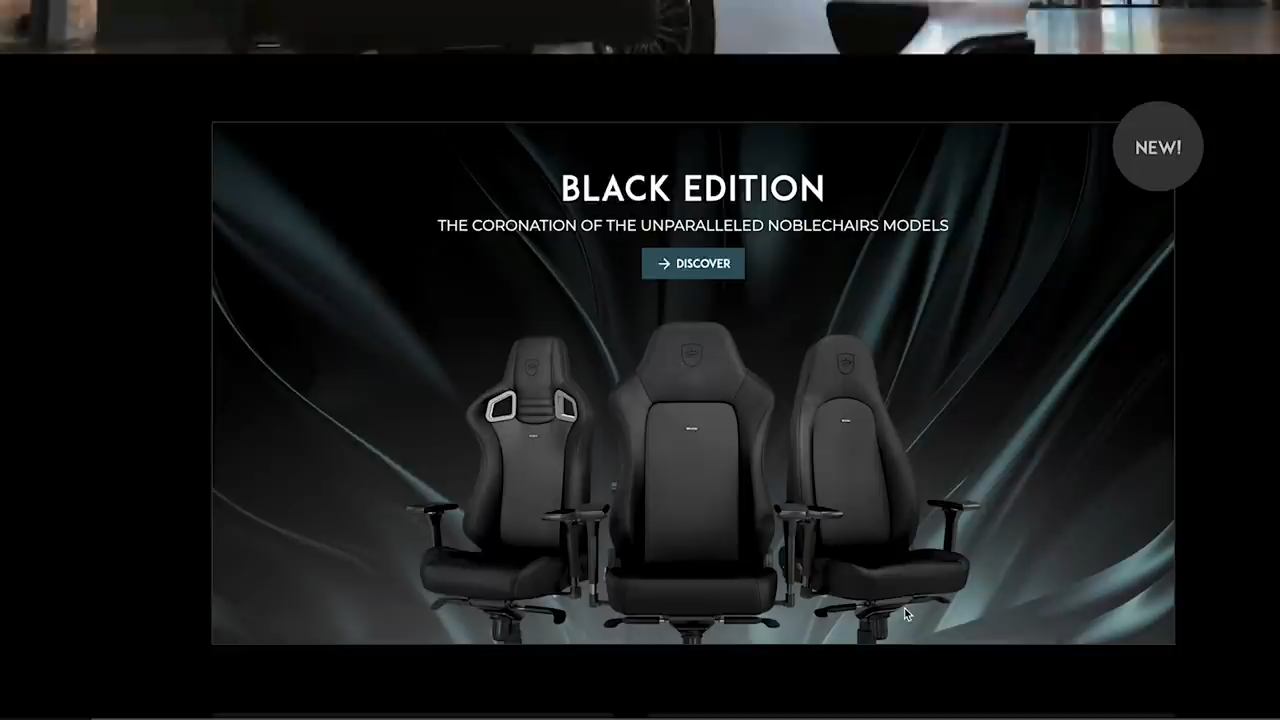 NEW!
BLACK EDITION
THE CORONATION OF THE UNPARALLELED NOBLECHAIRS MODELS
→ DISCOVER